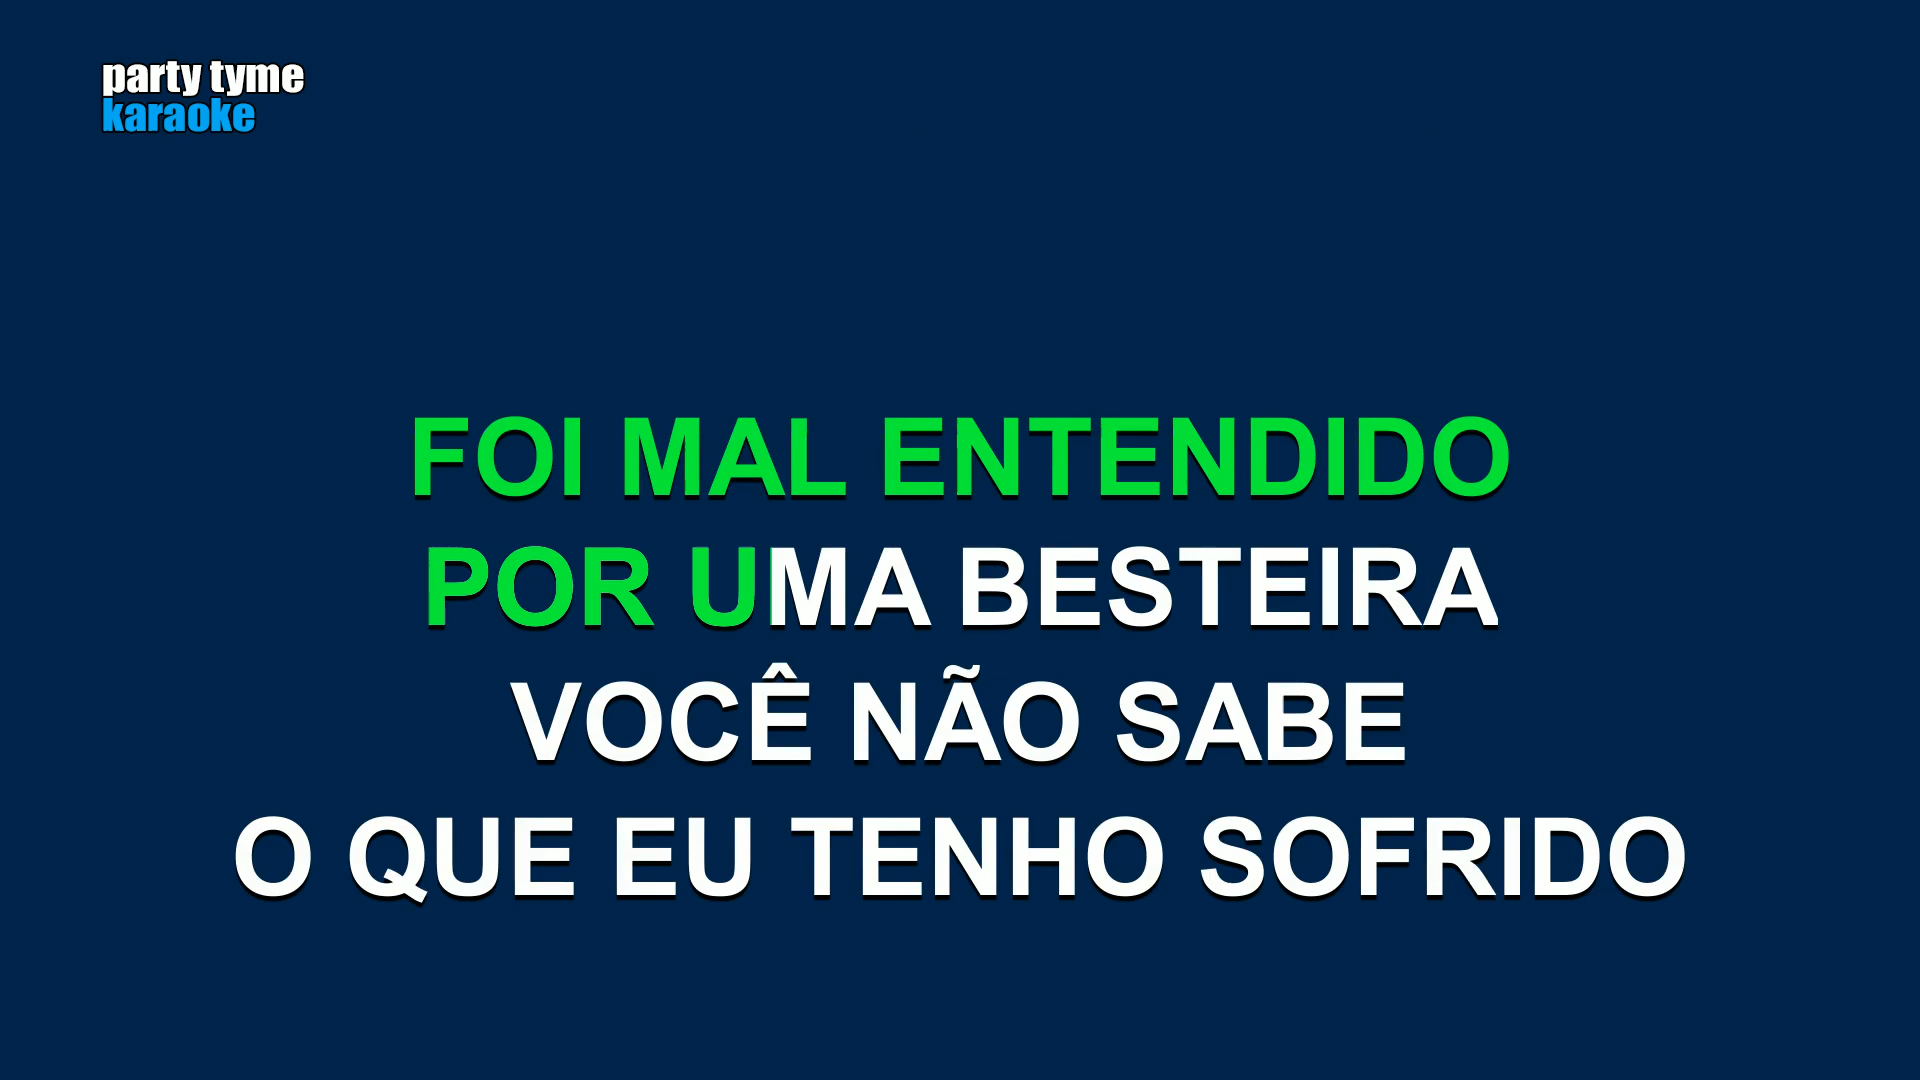 party tyme
karaoke
FOI MAL ENTENDIDO
POR UMA BESTEIRA
VOCÊ NÃO SABE
O QUE EU TENHO SOFRIDO